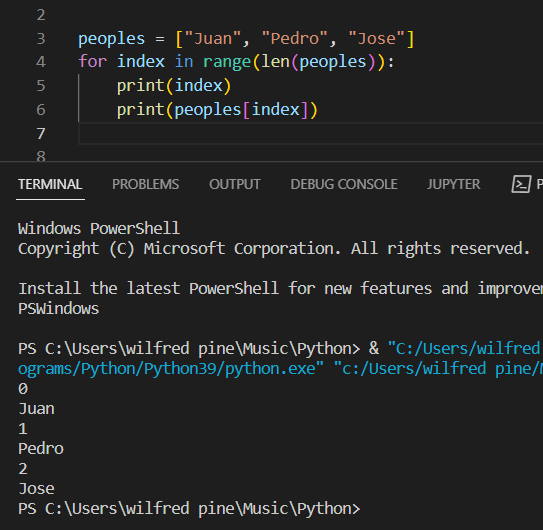 2
3 peoples = ["Juan", "Pedro", "Jose"]
4 for index in range(len(peoples)):
5     print(index)
6     print(peoples[index])
7
8
TERMINAL PROBLEMS OUTPUT DEBUG CONSOLE JUPYTER
Windows PowerShell
Copyright (C) Microsoft Corporation. All rights reserved.
Install the latest PowerShell for new features and
PSWindows
PS C:\Users\wilfred pine\Music\Python> & "C:/Users/wilfred
ograms/Python/Python39/python.exe" "c:/Users/wilfred pine/
0
Juan
1
Pedro
2
Jose
PS C:\Users\wilfred pine\Music\Python>